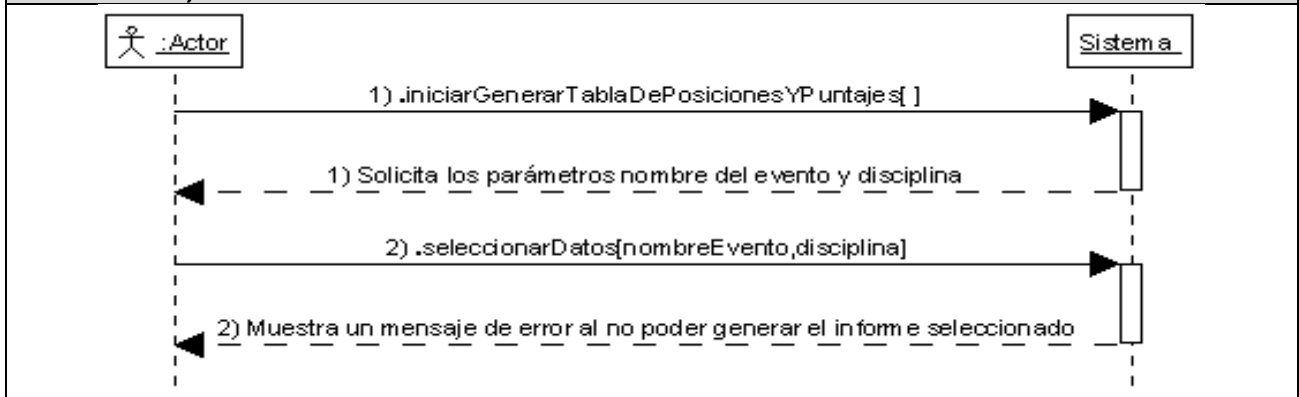 :Actor
Sistema
1) .iniciarGenerarTablaDePosicionesYPuntajes[ ]
1) Solicita los parámetros nombre del evento y disciplina
2) .seleccionarDatos[nombreEvento,disciplina]
2) Muestra un mensaje de error al no poder generar el informe seleccionado